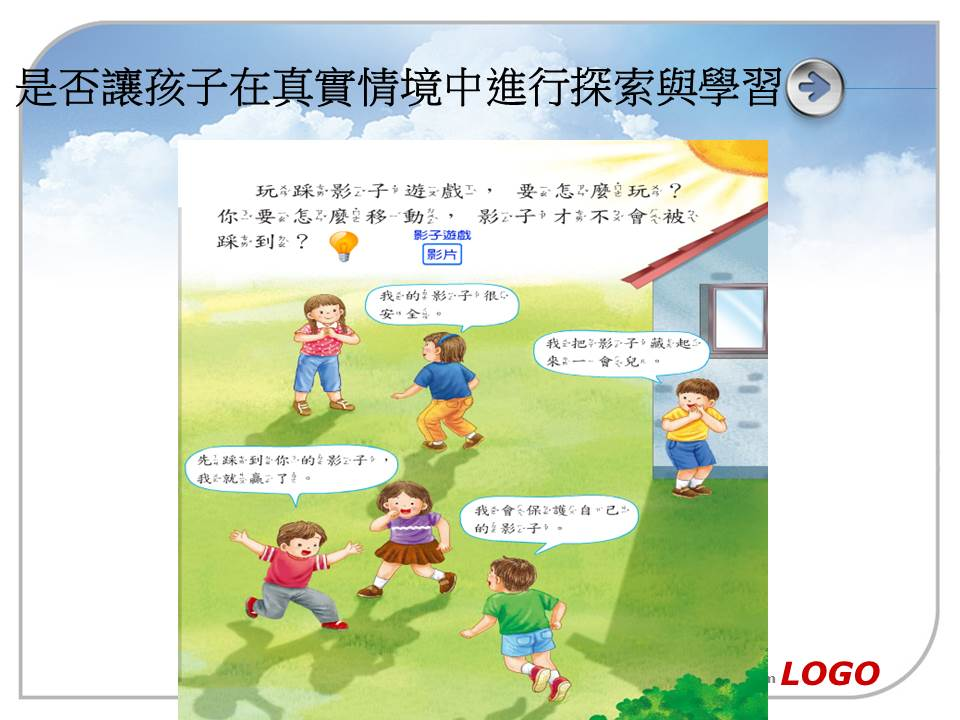 是否讓孩子在真實情境中進行探索與學習
玩踩影子遊戲，要怎麼玩？
你要怎麼移動，影子才不會被
踩到？
影子遊戲
影片
我的影子很
安全。
我把影子藏起
來一會兒。
先踩到你的影子，
我就贏了。
我會保護自己
的影子。
m LOGO